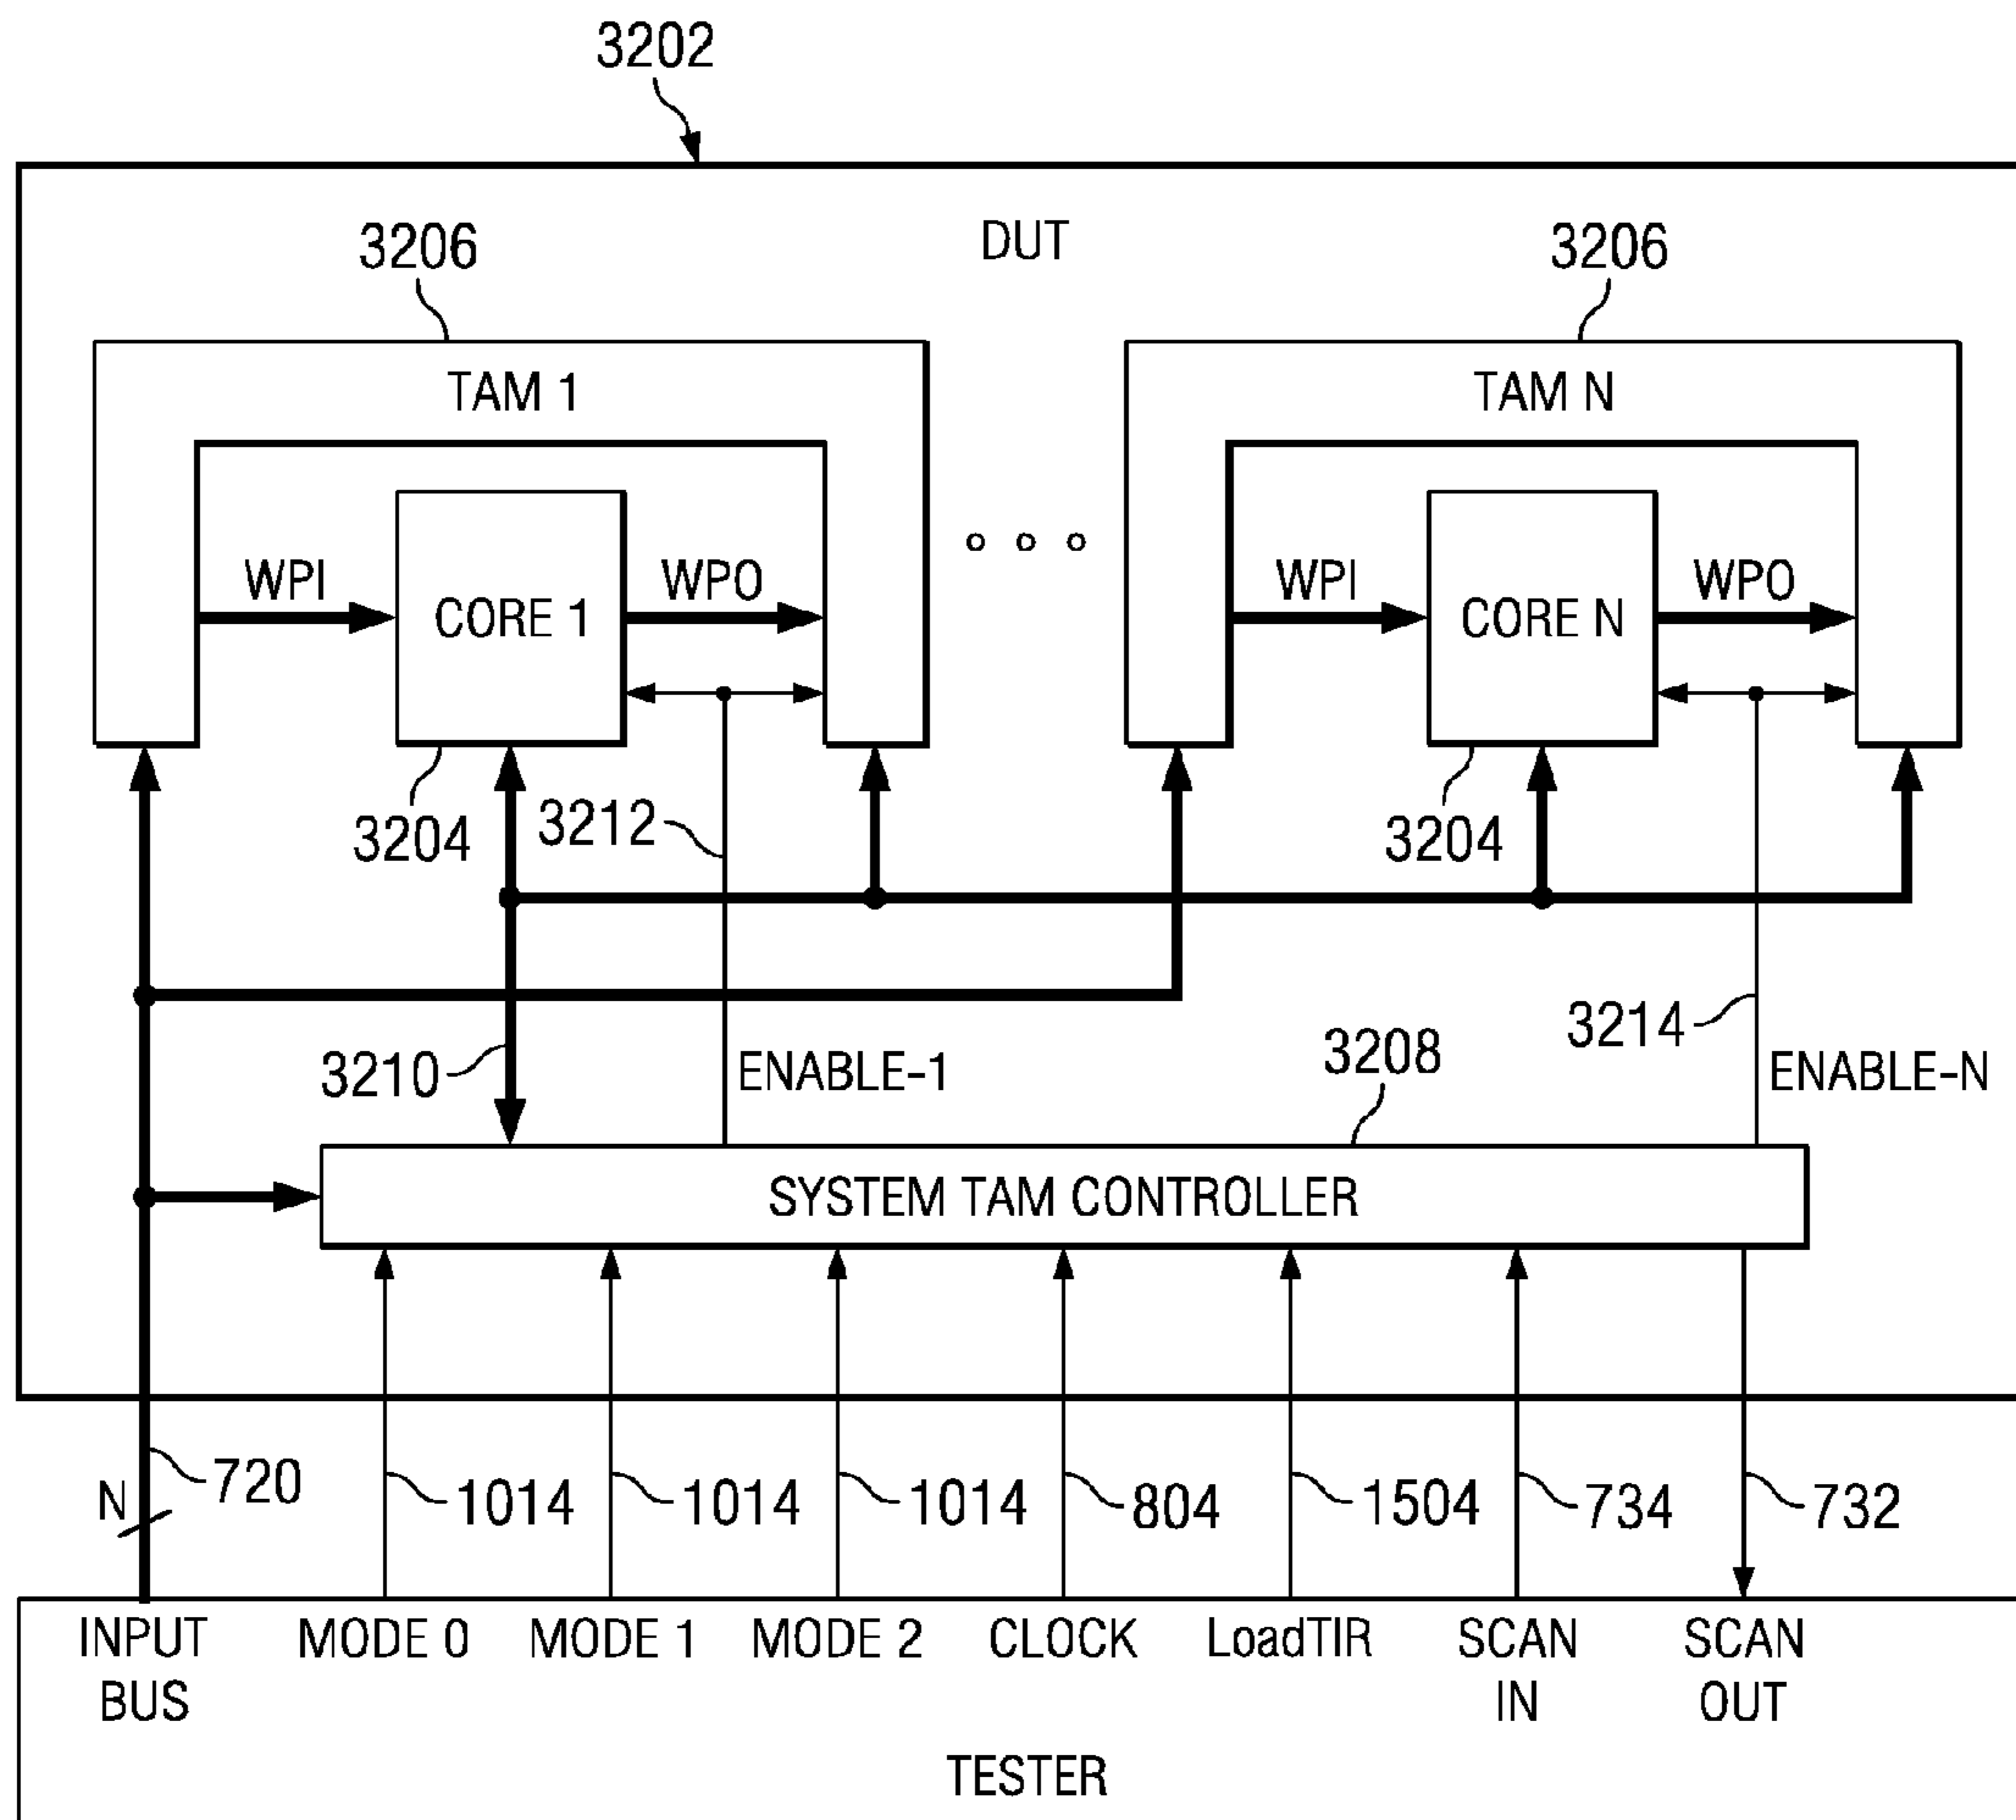 3202
DUT
3206
3206
TAM 1
TAM N
WPI
CORE 1
WPO
WPI
CORE N
WPO
3204
3212
3204
3210
ENABLE-1
3208
3214
ENABLE-N
SYSTEM TAM CONTROLLER
N
720
1014
1014
1014
804
1504
734
732
INPUT BUS
MODE 0
MODE 1
MODE 2
CLOCK
LoadTIR
SCAN IN
SCAN OUT
TESTER